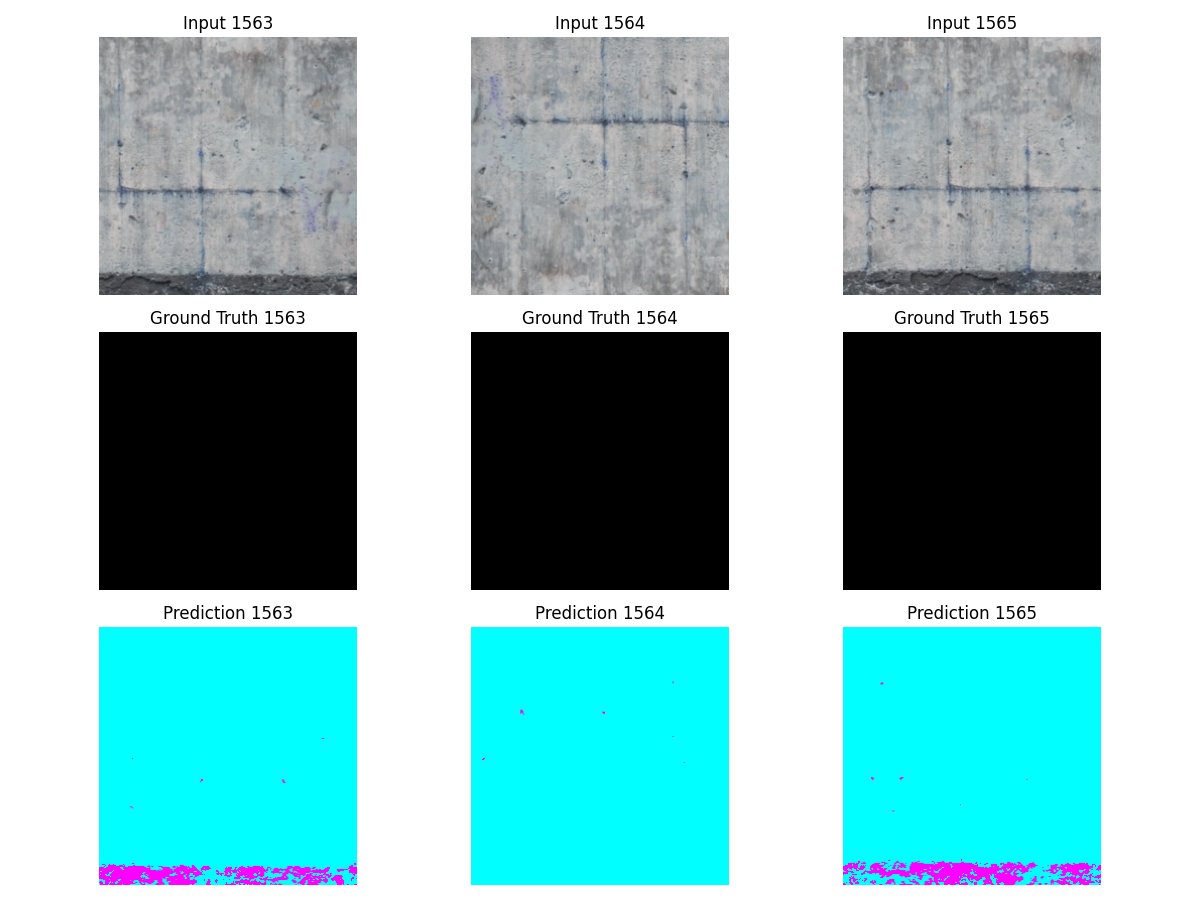 Input 1563
Input 1564
Input 1565
Ground Truth 1563
Ground Truth 1564
Ground Truth 1565
Prediction 1563
Prediction 1564
Prediction 1565